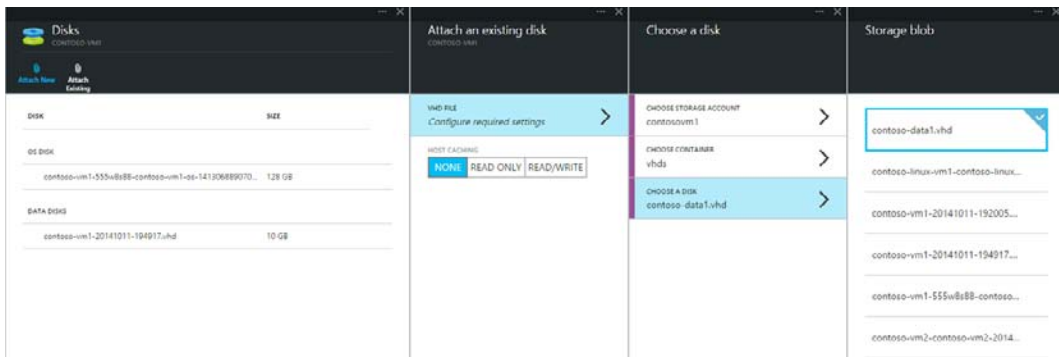 Disks
CONTOSO-VM1
Attach New
Attach
Existing
DISK SIZE
OS DISK
contoso-vm1-555w8s88-contoso-vm1-os-141306889070... 128 GB
DATA DISKS
contoso-vm1-20141011-194917.vhd 10 GB
Attach an existing disk
CONTOSO-VM1
VHD FILE
Configure required settings
HOST CACHING
NONE READ ONLY READ/WRITE
Choose a disk
CHOOSE STORAGE ACCOUNT
contosovm1
CHOOSE CONTAINER
vhds
CHOOSE A DISK
contoso-data1.vhd
Storage blob
contoso-data1.vhd
contoso-linux-vm1-contoso-linux...
contoso-vm1-20141011-192005....
contoso-vm1-20141011-194917....
contoso-vm1-555w8s88-contoso...
contoso-vm2-contoso-vm2-2014...